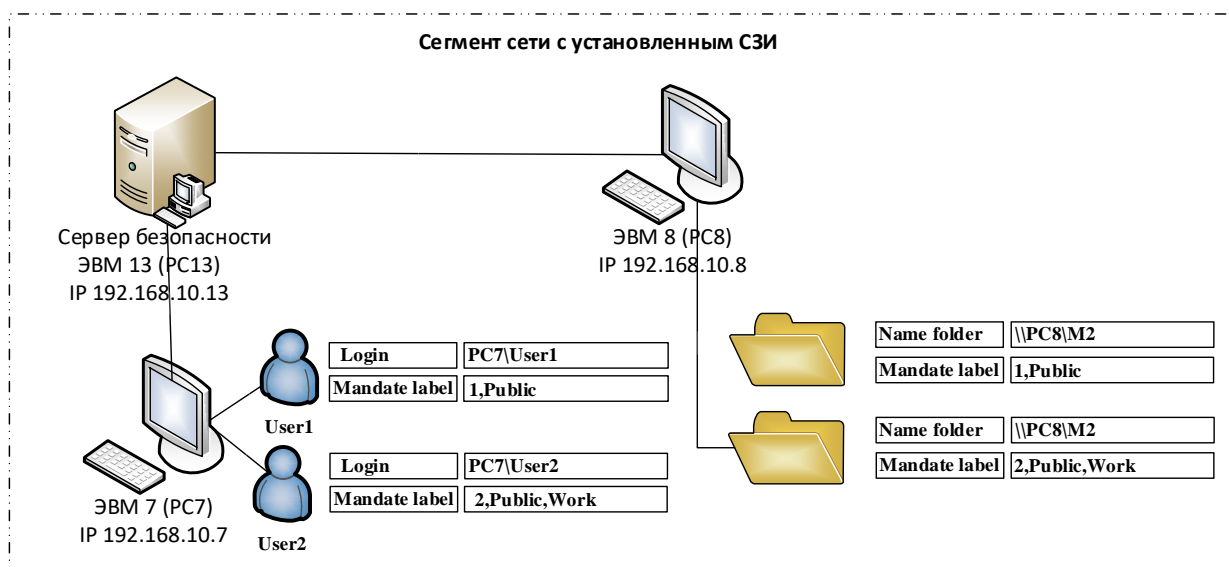 Сегмент сети с установленным СЗИ
Сервер безопасности
ЭВМ 13 (PC13)
IP 192.168.10.13
ЭВМ 8 (PC8)
IP 192.168.10.8
Name folder \\PC8\M2
Mandate label 1,Public
Name folder \\PC8\M2
Mandate label 2,Public,Work
Login PC7\User1
Mandate label 1,Public
User1
Login PC7\User2
Mandate label 2,Public,Work
User2
ЭВМ 7 (PC7)
IP 192.168.10.7